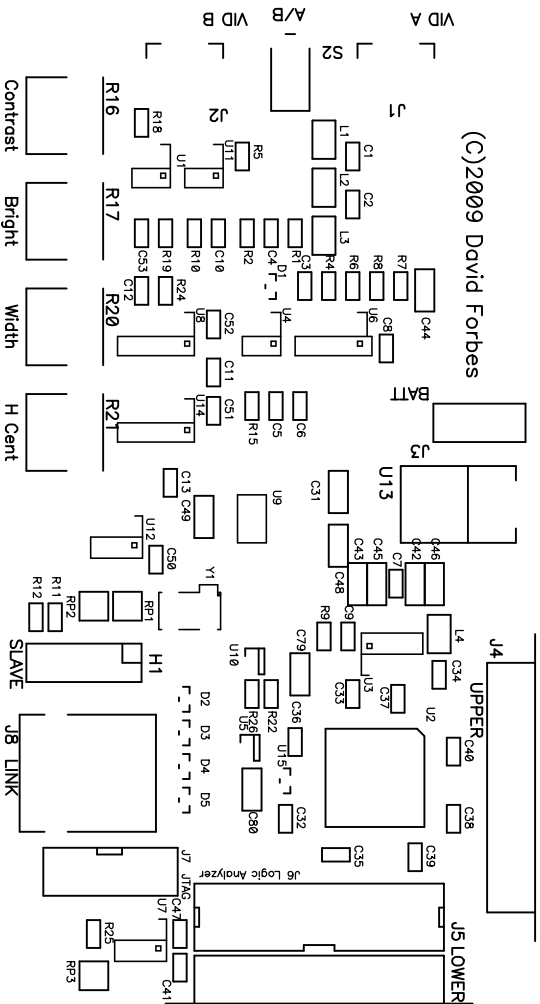 VID A
A/B
VID B
S2
J1
J2
(C)2009 David Forbes
R16
Contrast
R18
U1
U11
R5
L1
C1
L2
C2
L3
R17
Bright
C53
R19
R10
C10
R2
C4
R1
D1
C3
R4
R6
R8
R7
C44
C12
R24
R20
Width
U8
C52
U4
U6
C8
C11
BATT
J3
R21
H Cent
U14
C51
R15
C5
C6
U13
C13
C49
U9
C31
U12
C50
C48
C43
C45
C7
C42
C46
Y1
R12
R11
RP2
RP1
H1
SLAVE
R9
C9
L4
J4
UPPER
U10
C79
U3
C33
C37
C34
U2
R26
R22
C36
D2
D3
D4
D5
U5
U15
C40
C38
C80
C32
C35
C39
J8 LINK
J7
JTAG
J6 Logic Analyzer
J5 LOWER
R25
U7
C47
C41
RP3